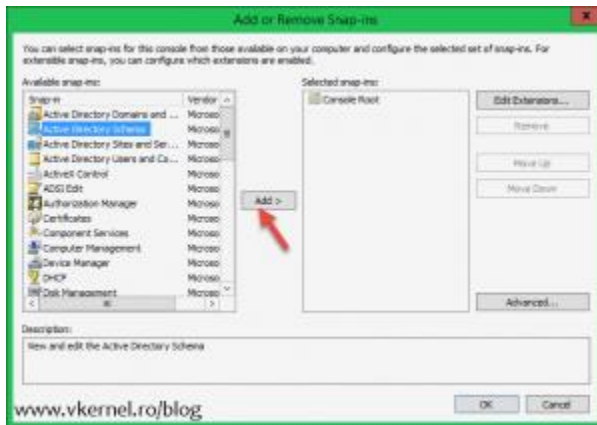 Add or Remove Snap-ins
x
You can select snap-ins for this console from those available on your computer and configure the selected set of snap-ins. For
extensible snap-ins, you can configure which extensions are enabled.
Available snap-ins:
Snap-in Vendor
Active Directory Domains and ... Microso
Active Directory Schema Microso
Active Directory Sites and Ser... Microso
Active Directory Users and Co... Microso
ActiveX Control Microso
ADSI Edit Microso
Authorization Manager Microso
Certificates Microso
Component Services Microso
Computer Management Microso
Device Manager Microso
DHCP Microso
Disk Management Microso
Add >
Selected snap-ins:
Console Root
Edit Extensions...
Remove
Move Up
Move Down
Advanced...
Description:
View and edit the Active Directory Schema
OK Cancel
www.vkernel.ro/blog